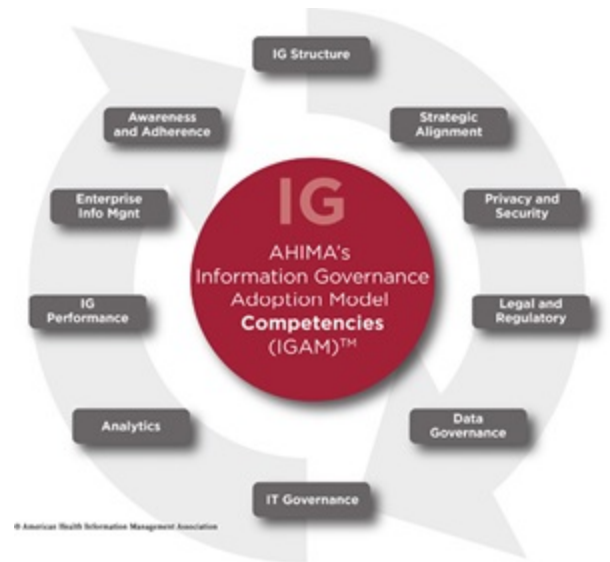 IG Structure
Strategic
Alignment
Privacy and
Security
Legal and
Regulatory
Data
Governance
IT Governance
Analytics
IG
Performance
Enterprise
Info Mgnt
Awareness
and Adherence
IG
AHIMA's
Information Governance
Adoption Model
Competencies
(IGAM)™
© American Health Information Management Association